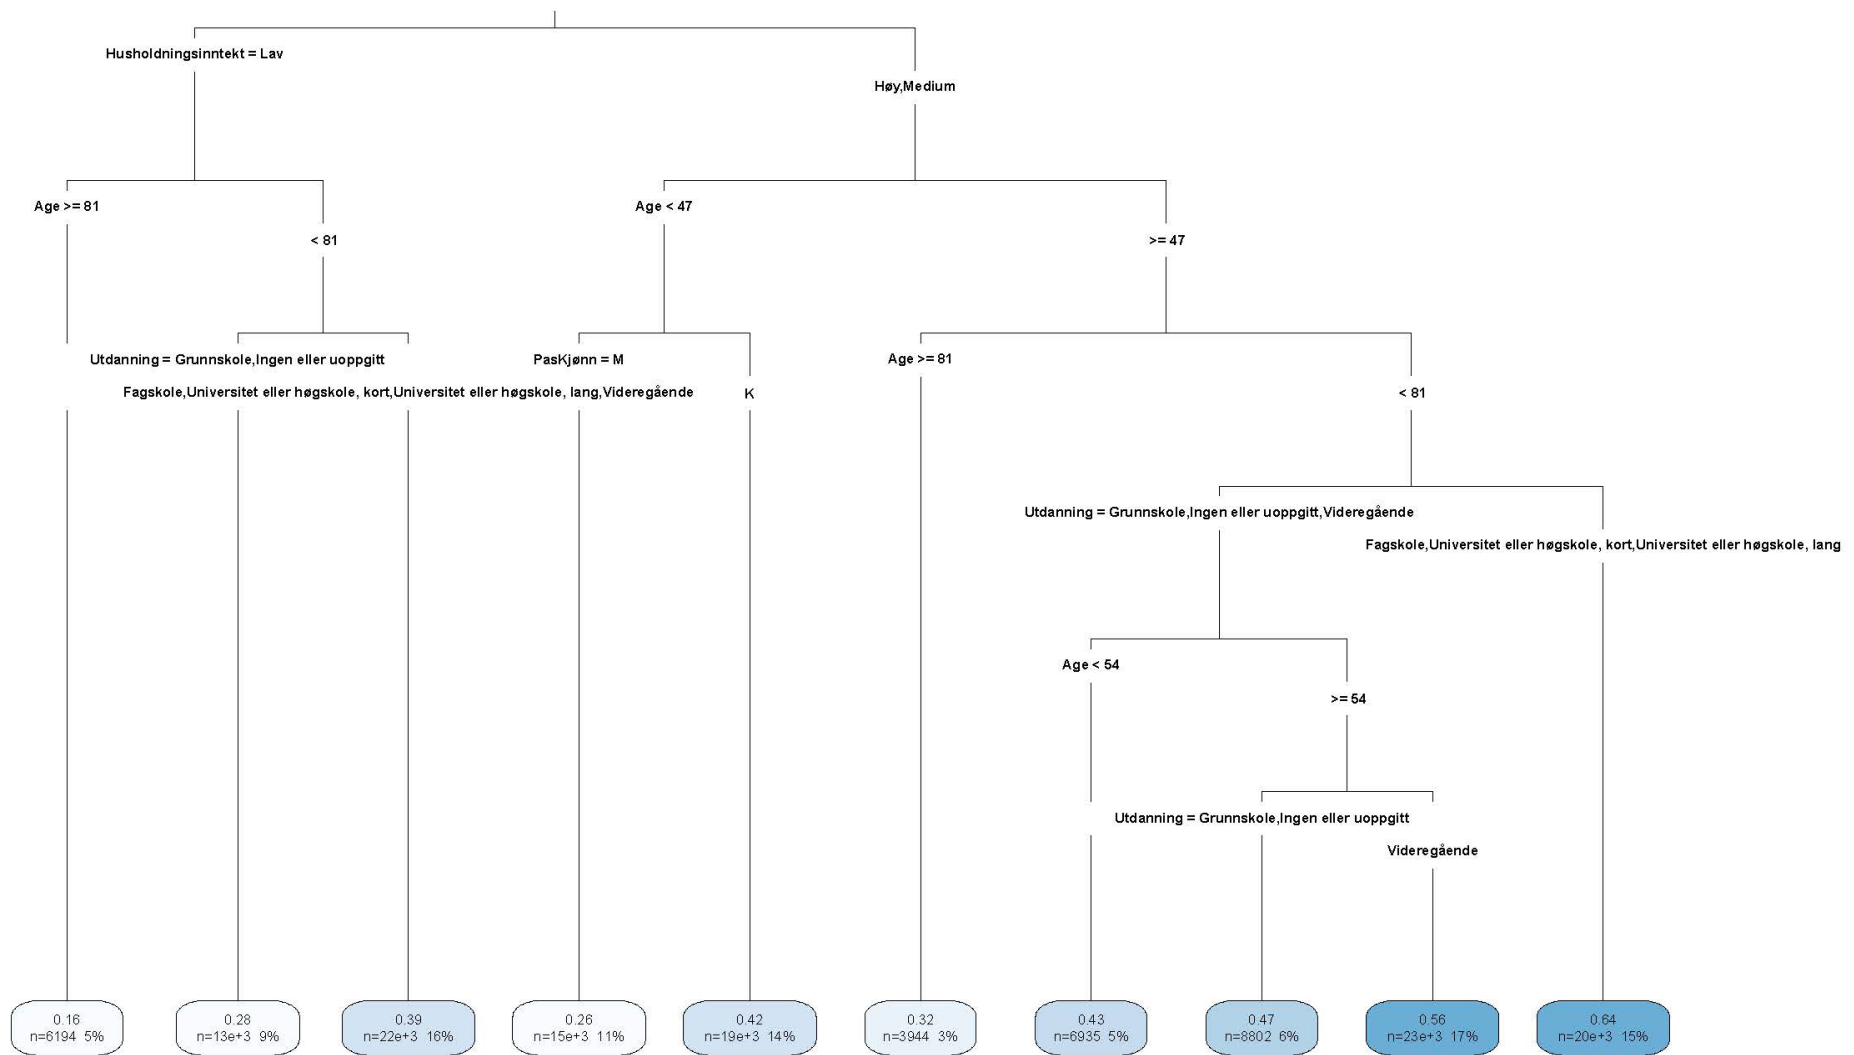 Husholdningsinntekt = Lav
Høy,Medium
Age >= 81
< 81
Age < 47
>= 47
Utdanning = Grunnskole,Ingen eller uoppgitt
Fagskole,Universitet eller høgskole, kort,Universitet eller høgskole, lang,Videregående
PasKjønn = M
K
Age >= 81
< 81
Utdanning = Grunnskole,Ingen eller uoppgitt,Videregående
Fagskole,Universitet eller høgskole, kort,Universitet eller høgskole, lang
Age < 54
>= 54
Utdanning = Grunnskole,Ingen eller uoppgitt
Videregående
0.16
n=6194 5%
0.28
n=13e+3 9%
0.39
n=22e+3 16%
0.26
n=15e+3 11%
0.42
n=19e+3 14%
0.32
n=3944 3%
0.43
n=6935 5%
0.47
n=8802 6%
0.56
n=23e+3 17%
0.64
n=20e+3 15%